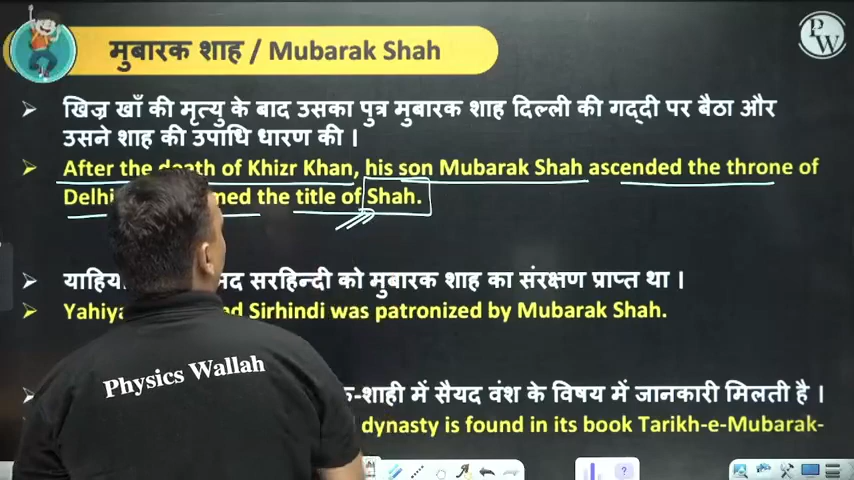 मुबारक शाह / Mubarak Shah
PW
खिज्र खाँ की मृत्यु के बाद उसका पुत्र मुबारक शाह दिल्ली की गद्दी पर बैठा और
उसने शाह की उपाधि धारण की ।
After the death of Khizr Khan, his son Mubarak Shah ascended the throne of
Delhi med the title of Shah.
सरहिन्दी को मुबारक शाह का संरक्षण प्राप्त था ।
Sirhindi was patronized by Mubarak Shah.
-शाही में सैयद वंश के विषय में जानकारी मिलती है ।
dynasty is found in its book Tarikh-e-Mubarak-
Physics Wallah